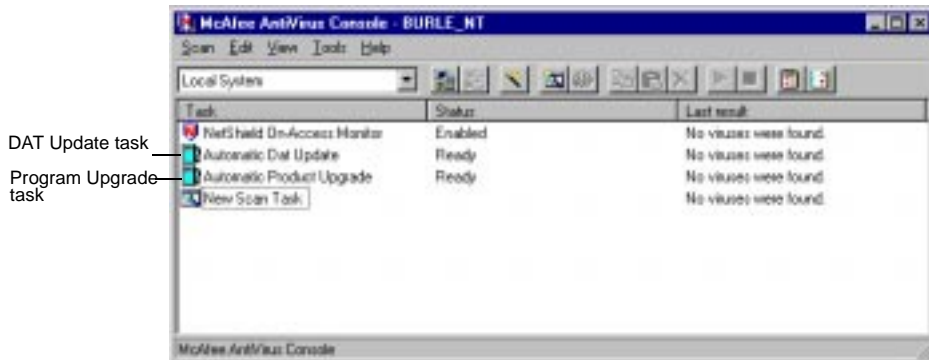 McAfee AntiVirus Console - BURLE_NT
Scan Edit View Tools Help
Local System
Task Status Last result
NetShield On-Access Monitor Enabled No viruses were found.
DAT Update task
Automatic Dat Update Ready No viruses were found.
Program Upgrade task
Automatic Product Upgrade Ready No viruses were found.
New Scan Task No viruses were found.
McAfee AntiVirus Console